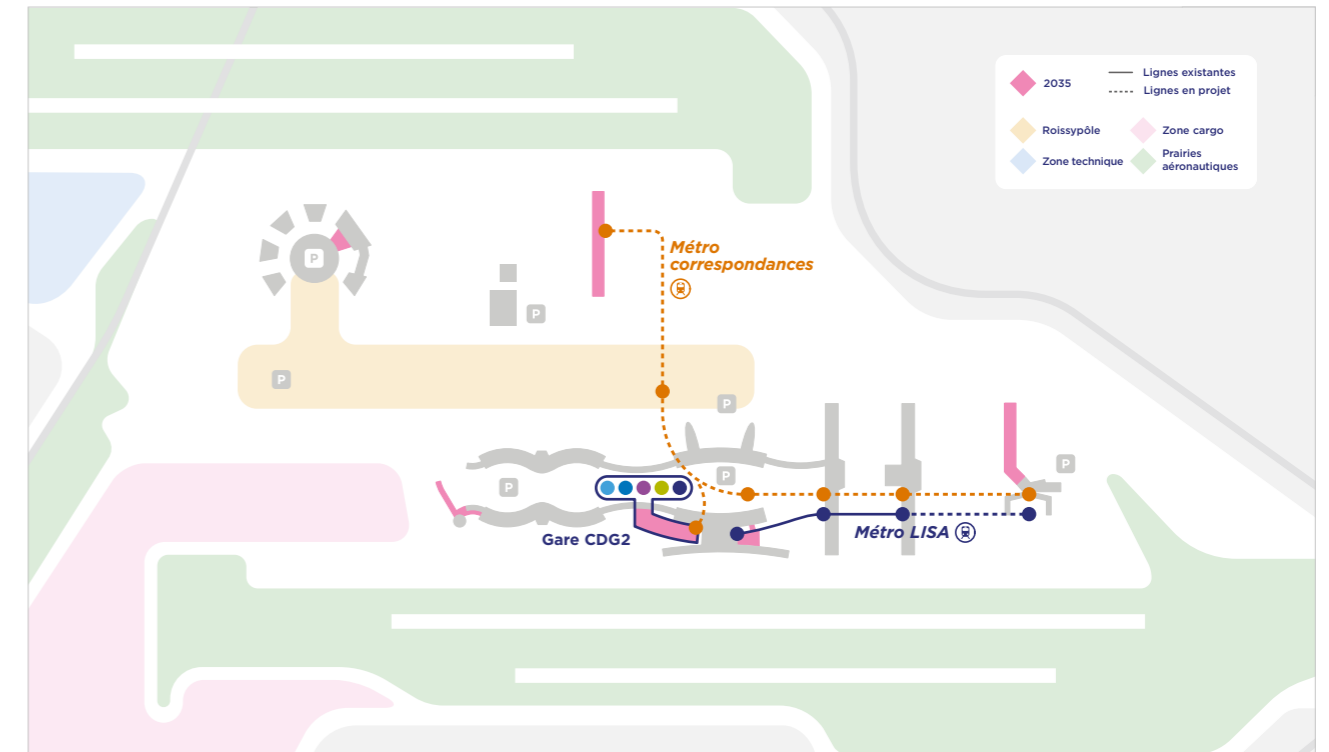 2035
Lignes existantes
Lignes en projet
Roissypôle
Zone cargo
Zone technique
Prairies
aéronautiques
Métro
correspondances
P
P
P
P
P
P
P
P
Gare CDG2
Métro LISA